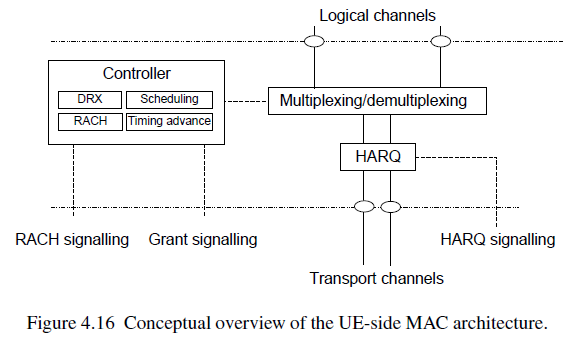 Logical channels
Controller
DRX
Scheduling
RACH
Timing advance
Multiplexing/demultiplexing
HARQ
RACH signalling
Grant signalling
HARQ signalling
Transport channels
Figure 4.16 Conceptual overview of the UE-side MAC architecture.